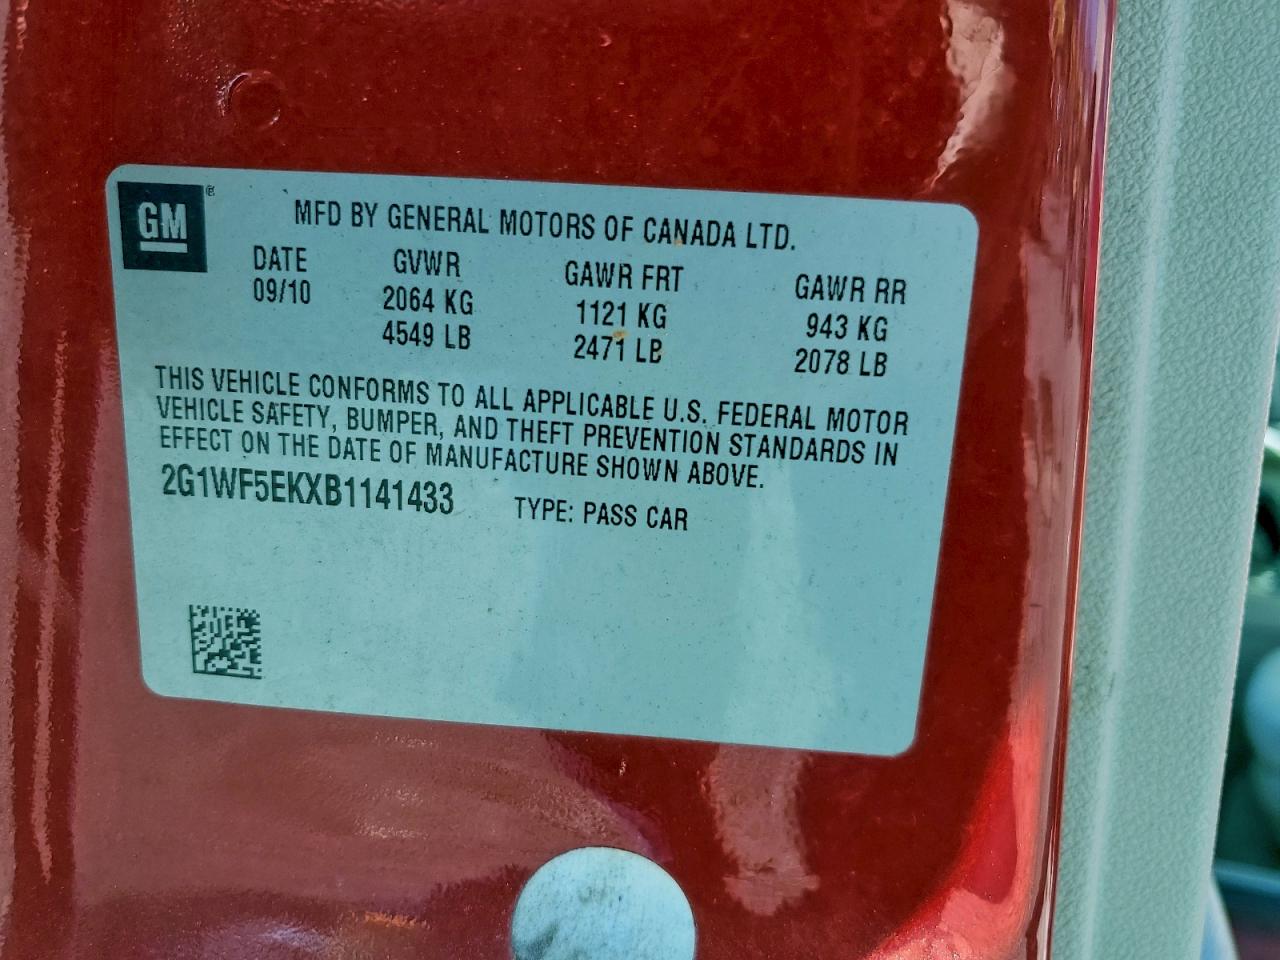 GM ®
MFD BY GENERAL MOTORS OF CANADA LTD.
DATE GVWR GAWR FRT GAWR RR
09/10 2064 KG 1121 KG 943 KG
4549 LB 2471 LB 2078 LB
THIS VEHICLE CONFORMS TO ALL APPLICABLE U.S. FEDERAL MOTOR
VEHICLE SAFETY, BUMPER, AND THEFT PREVENTION STANDARDS IN
EFFECT ON THE DATE OF MANUFACTURE SHOWN ABOVE.
2G1WF5EKXB1141433 TYPE: PASS CAR